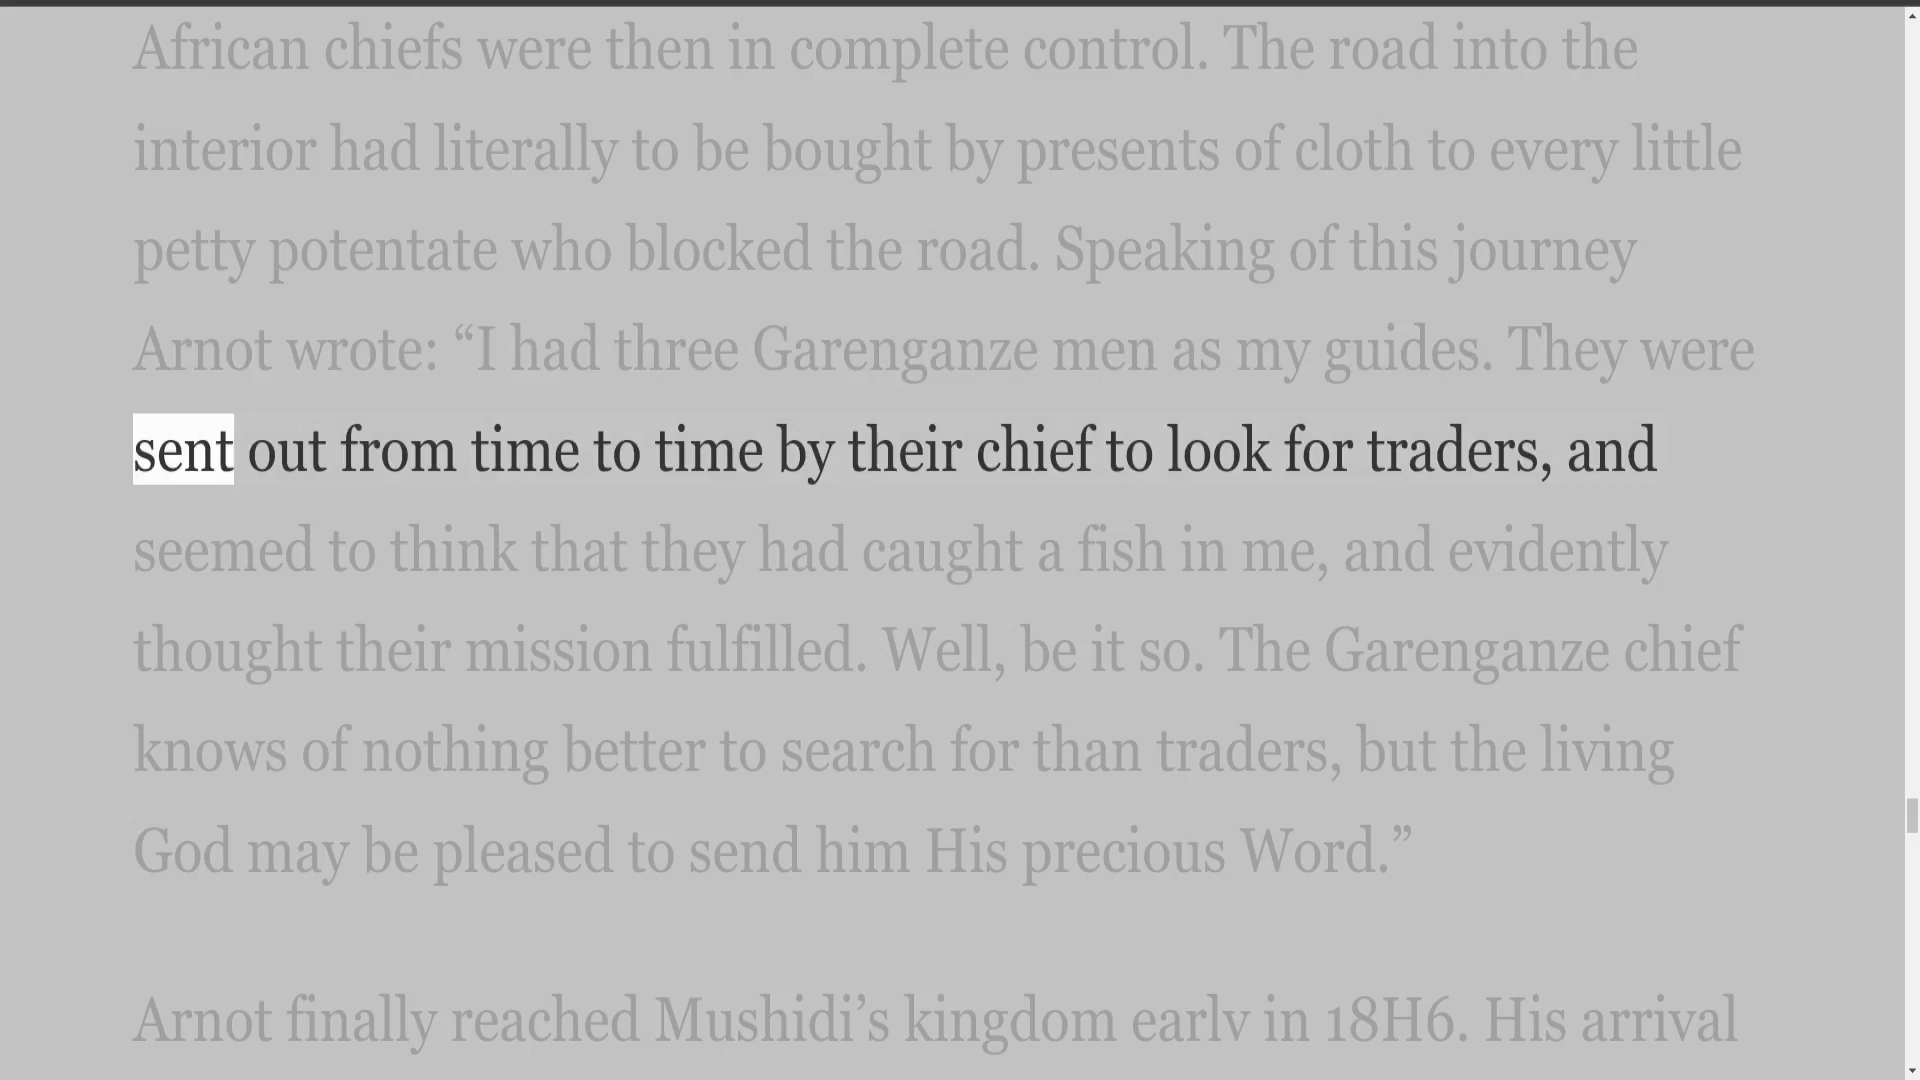 African chiefs were then in complete control. The road into the
interior had literally to be bought by presents of cloth to every little
petty potentate who blocked the road. Speaking of this journey
Arnot wrote: “I had three Garenganze men as my guides. They were
sent out from time to time by their chief to look for traders, and
seemed to think that they had caught a fish in me, and evidently
thought their mission fulfilled. Well, be it so. The Garenganze chief
knows of nothing better to search for than traders, but the living
God may be pleased to send him His precious Word.”
Arnot finally reached Mushidi’s kingdom earlv in 18H6. His arrival